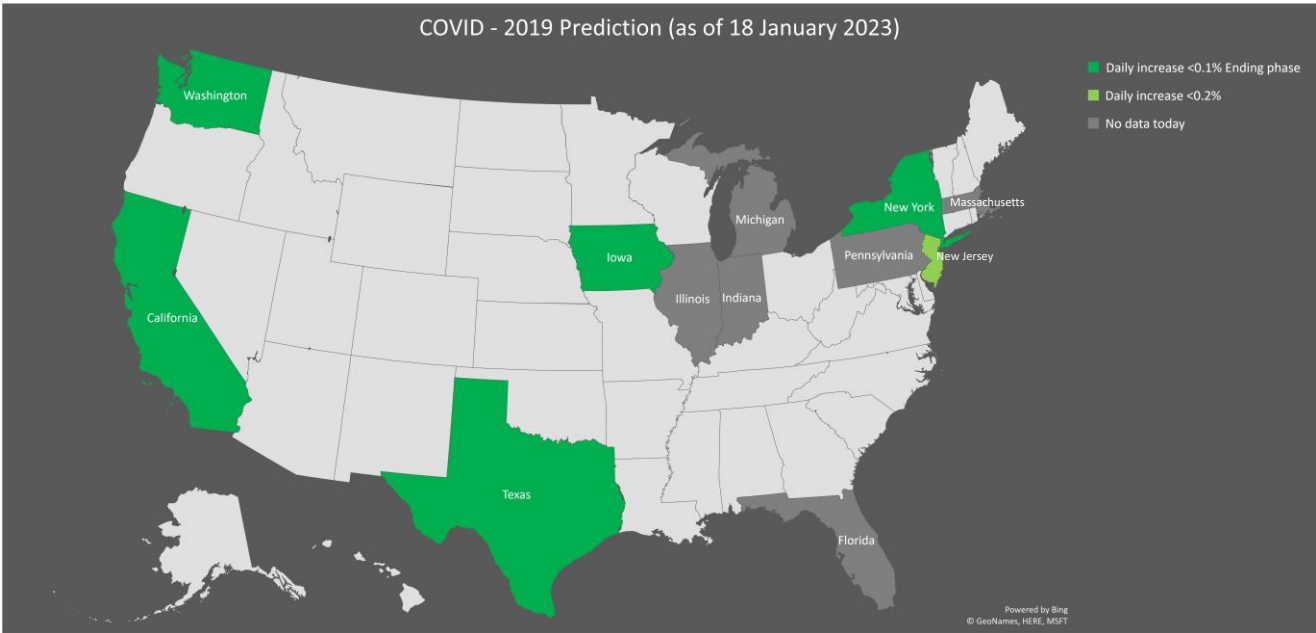 COVID - 2019 Prediction (as of 18 January 2023)
Daily increase <0.1% Ending phase
Daily increase <0.2%
No data today
Washington
New York
Massachusetts
Michigan
Pennsylvania
New Jersey
Iowa
Illinois
Indiana
California
Texas
Florida
Powered by Bing
© GeoNames, HERE, MSFT